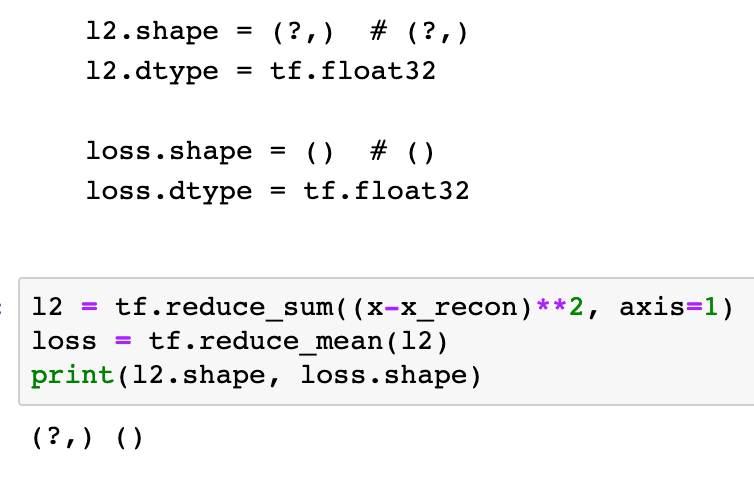 l2.shape = (?,)  # (?,)
l2.dtype = tf.float32
loss.shape = ()  # ()
loss.dtype = tf.float32
l2 = tf.reduce_sum((x-x_recon)**2, axis=1)
loss = tf.reduce_mean(l2)
print(l2.shape, loss.shape)
(?,) ()